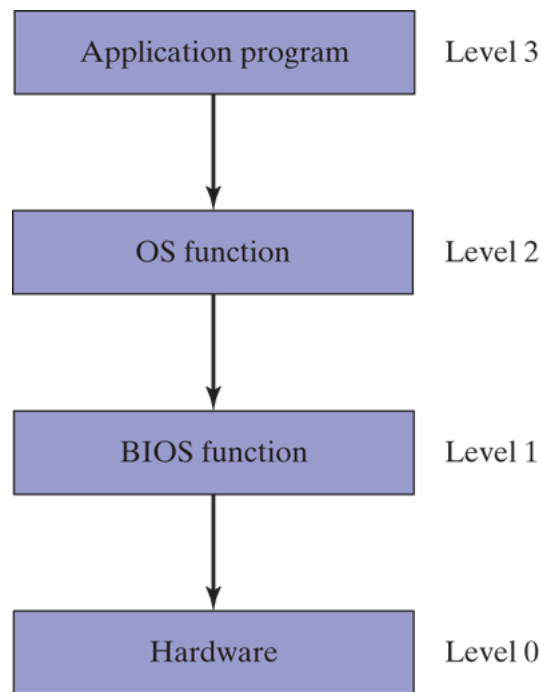 Application program Level 3
OS function Level 2
BIOS function Level 1
Hardware Level 0